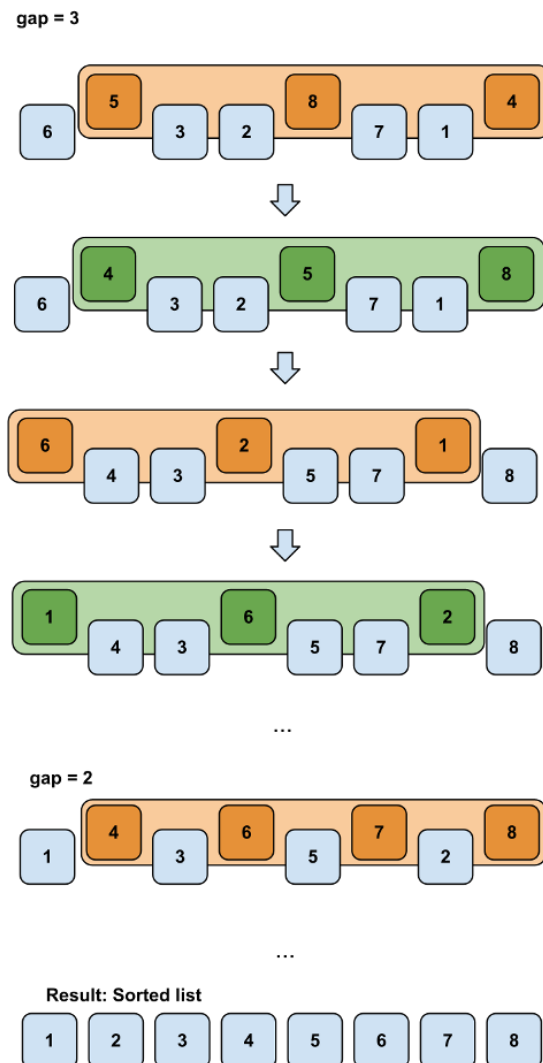 gap = 3
6 5 3 2 8 7 1 4
6 4 3 2 5 7 1 8
6 4 3 2 5 7 1 8
1 4 3 6 5 7 2 8
...
gap = 2
1 4 3 6 5 7 2 8
...
Result: Sorted list
1 2 3 4 5 6 7 8